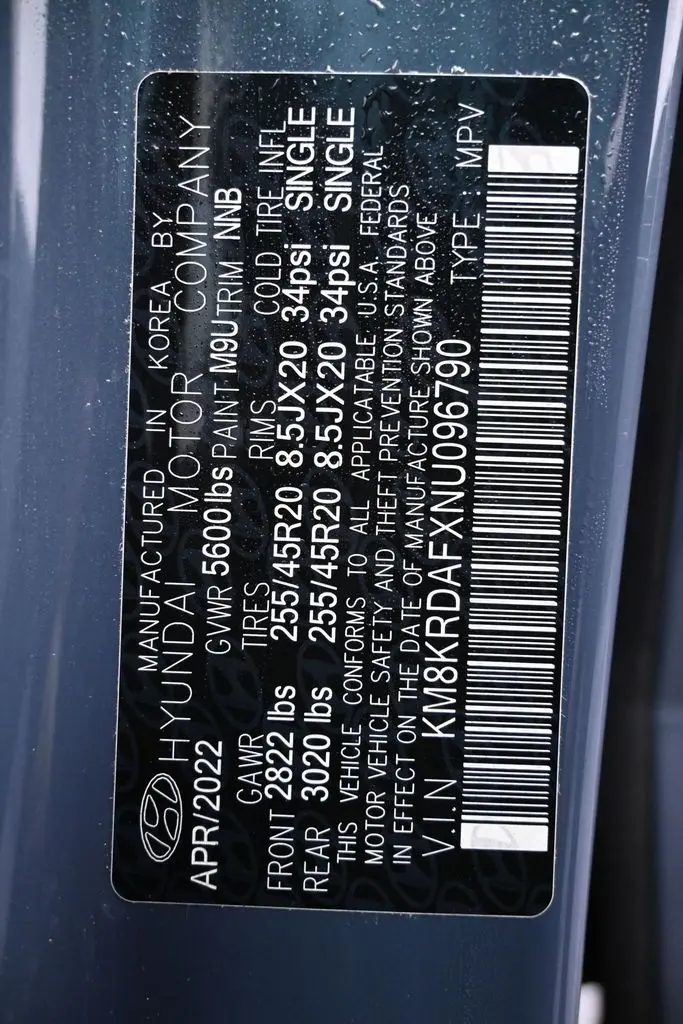 MANUFACTURED IN KOREA BY
HYUNDAI MOTOR COMPANY
APR/2022 GVWR 5600lbs PAINT M9U TRIM NNB
GAWR TIRES RIMS COLD TIRE INFL
FRONT 2822 lbs 255/45R20 8.5JX20 34psi SINGLE
REAR 3020 lbs 255/45R20 8.5JX20 34psi SINGLE
THIS VEHICLE CONFORMS TO ALL APPLICATABLE U.S.A FEDERAL
MOTOR VEHICLE SAFETY AND THEFT PREVENTION STANDARDS
IN EFFECT ON THE DATE OF MANUFACTURE SHOWN ABOVE
V.I.N KM8KRDAFXNU096790 TYPE : MPV